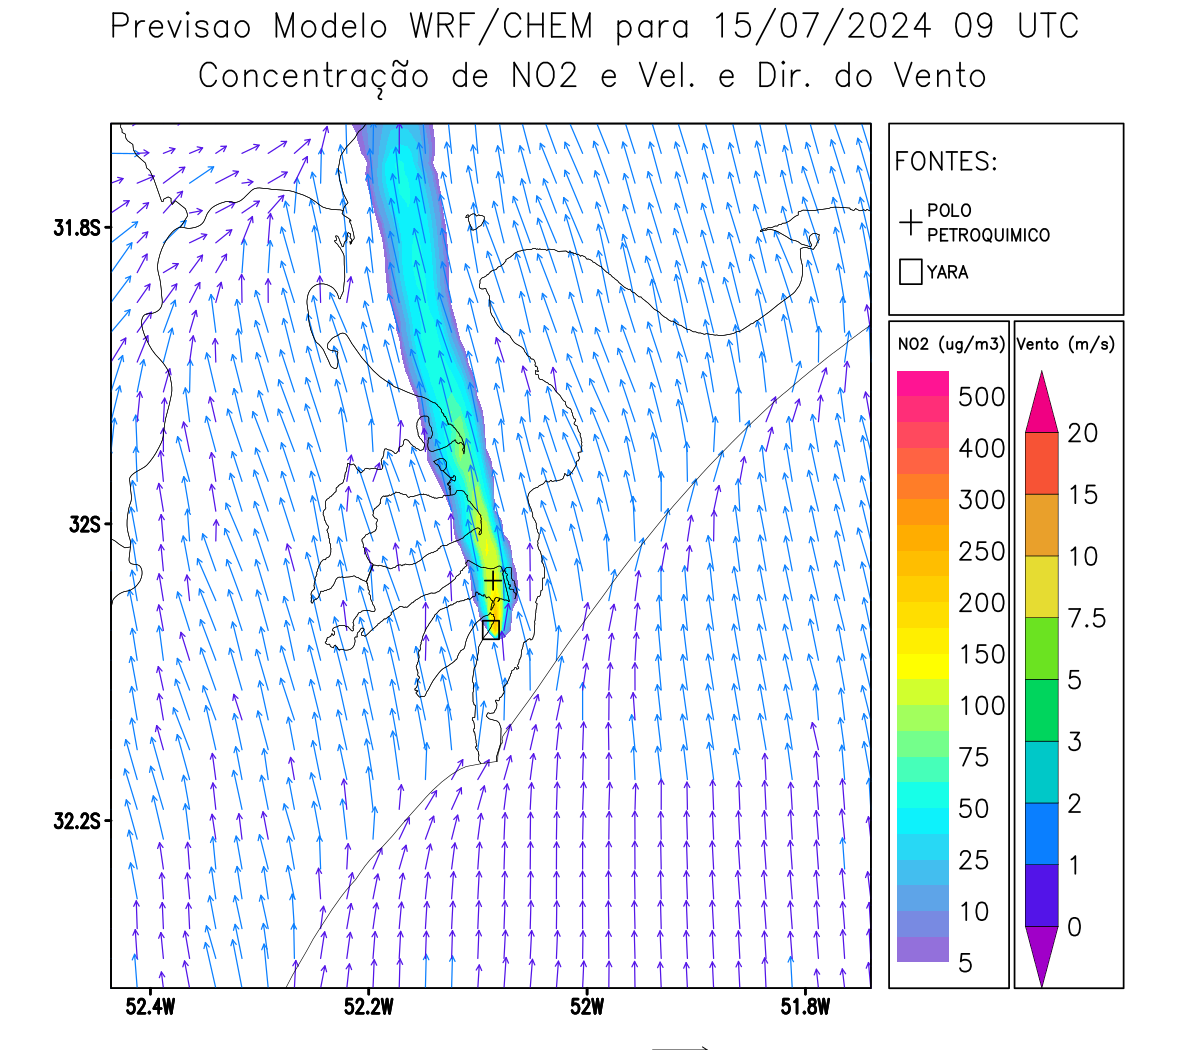 Previsao Modelo WRF/CHEM para 15/07/2024 09 UTC
Concentração de NO2 e Vel. e Dir. do Vento
FONTES:
POLO
PETROQUIMICO
YARA
31.8S
32S
32.2S
52.4W
52.2W
52W
51.8W
NO2 (ug/m3)
500
400
300
250
200
150
100
75
50
25
10
5
Vento (m/s)
20
15
10
7.5
5
3
2
1
0